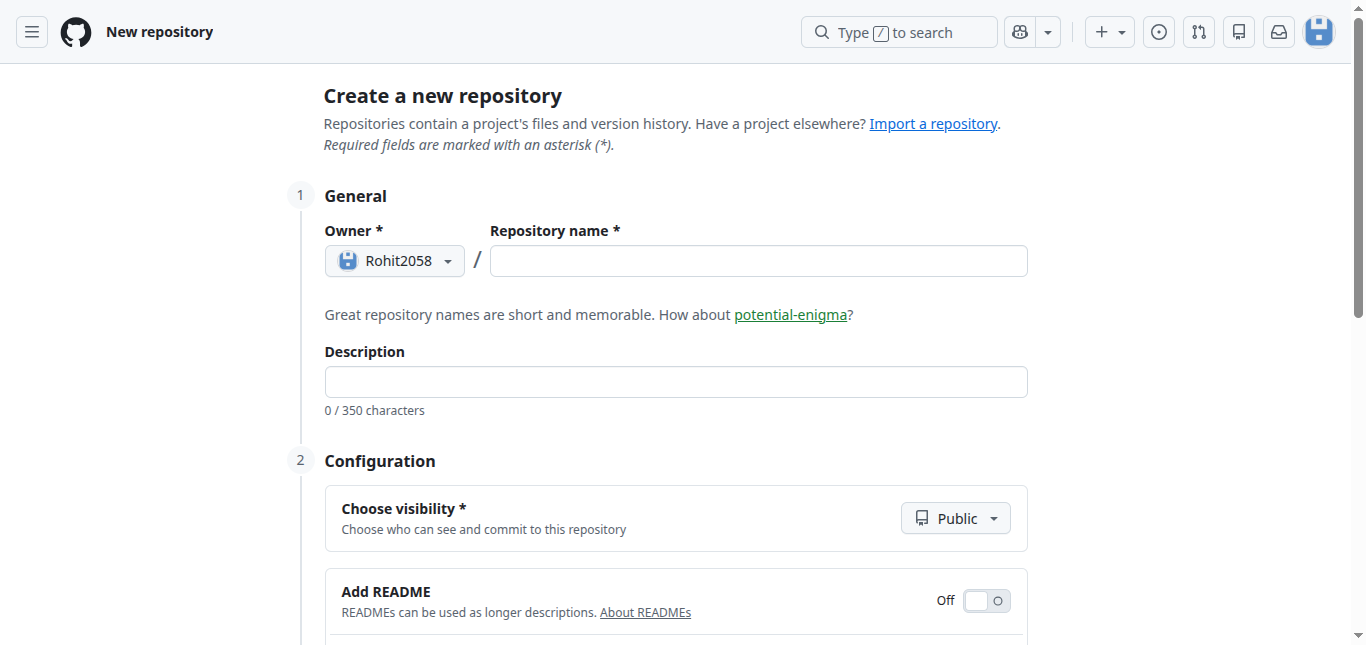 New repository
Type / to search
Create a new repository
Repositories contain a project's files and version history. Have a project elsewhere? Import a repository.
Required fields are marked with an asterisk (*).
1 General
Owner * Repository name *
Rohit2058 /
Great repository names are short and memorable. How about potential-enigma?
Description
0 / 350 characters
2 Configuration
Choose visibility *
Choose who can see and commit to this repository
Public
Add README
READMEs can be used as longer descriptions. About READMEs
Off